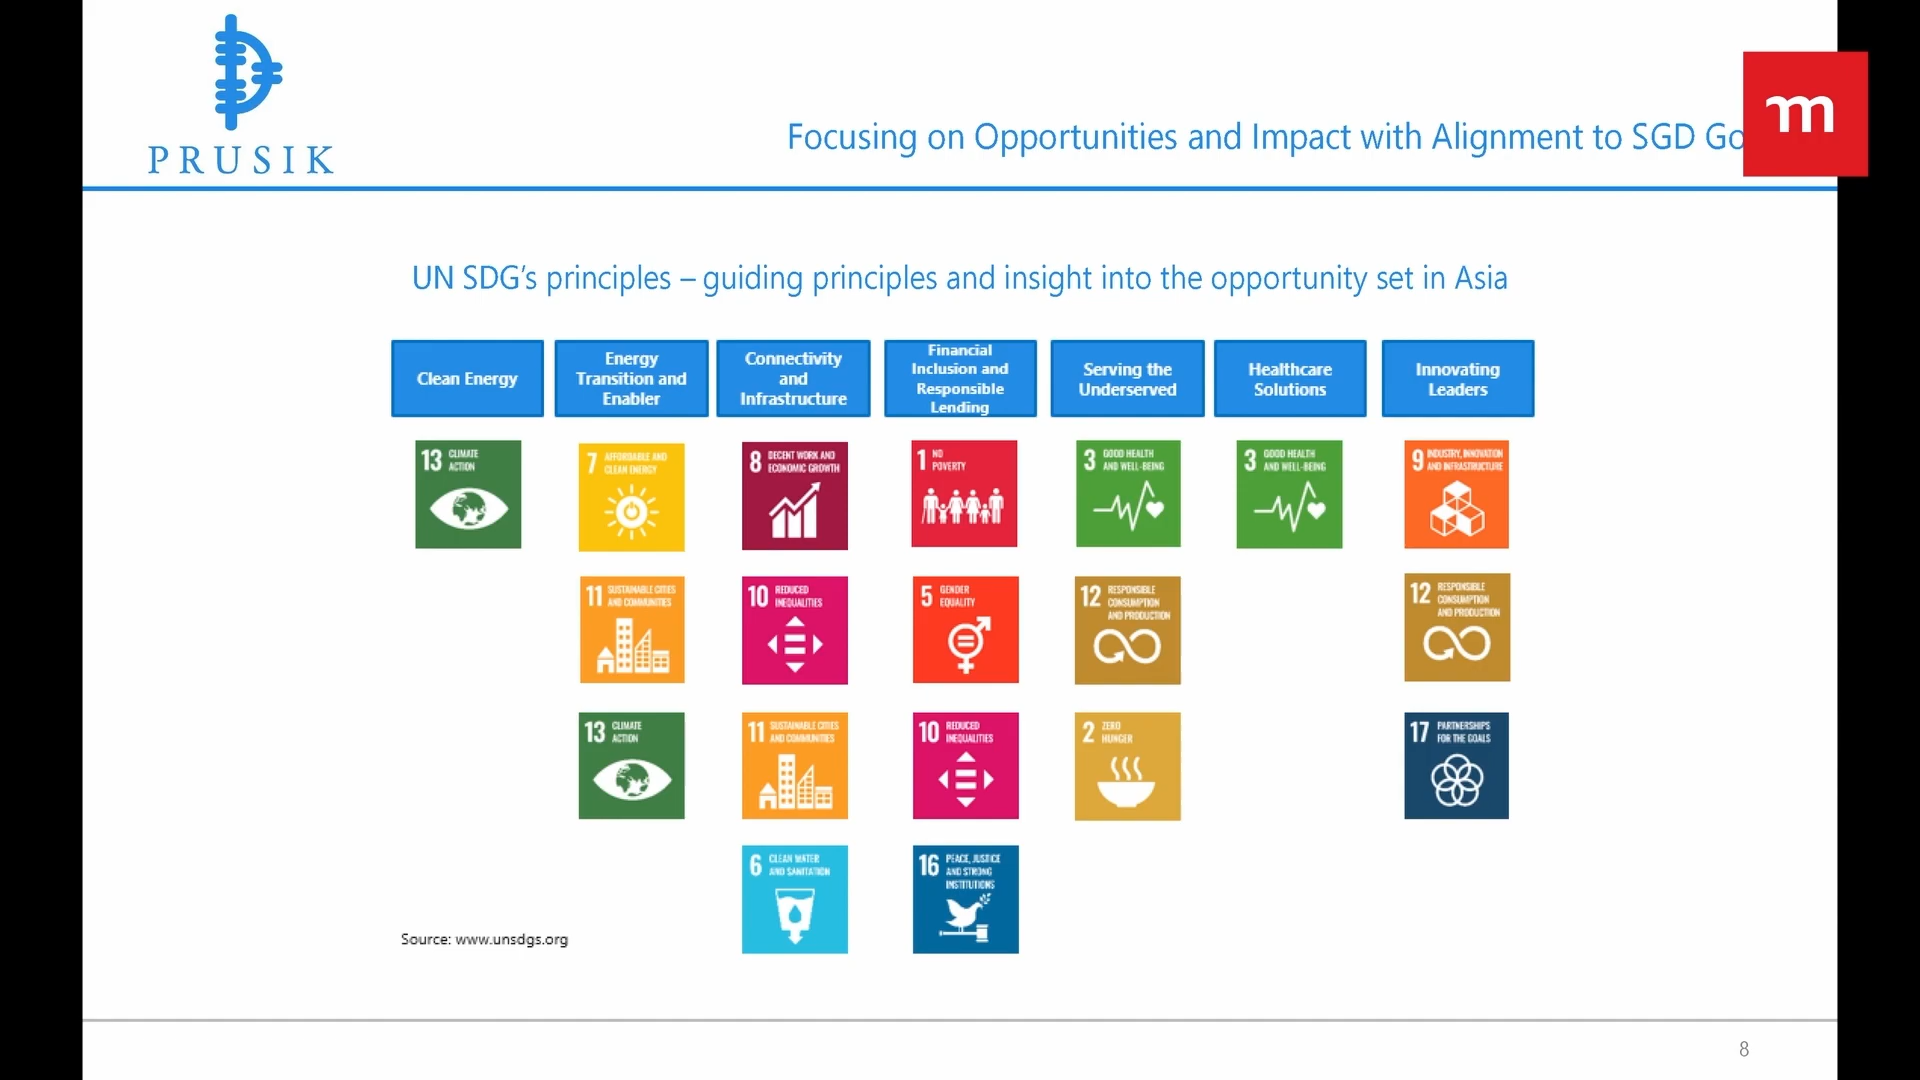 PRUSIK
Focusing on Opportunities and Impact with Alignment to SGD Go
m
UN SDG's principles – guiding principles and insight into the opportunity set in Asia
Clean Energy
Energy
Transition and
Enabler
Connectivity
and
Infrastructure
Financial
Inclusion and
Responsible
Lending
Serving the
Underserved
Healthcare
Solutions
Innovating
Leaders
13 CLIMATE
ACTION
7 AFFORDABLE AND
CLEAN ENERGY
8 DECENT WORK AND
ECONOMIC GROWTH
1 NO
POVERTY
3 GOOD HEALTH
AND WELL-BEING
3 GOOD HEALTH
AND WELL-BEING
9 INDUSTRY, INNOVATION
AND INFRASTRUCTURE
11 SUSTAINABLE CITIES
AND COMMUNITIES
10 REDUCED
INEQUALITIES
5 GENDER
EQUALITY
12 RESPONSIBLE
CONSUMPTION
AND PRODUCTION
12 RESPONSIBLE
CONSUMPTION
AND PRODUCTION
13 CLIMATE
ACTION
11 SUSTAINABLE CITIES
AND COMMUNITIES
10 REDUCED
INEQUALITIES
2 ZERO
HUNGER
17 PARTNERSHIPS
FOR THE GOALS
6 CLEAN WATER
AND SANITATION
16 PEACE, JUSTICE
AND STRONG
INSTITUTIONS
Source: www.unsdgs.org
8